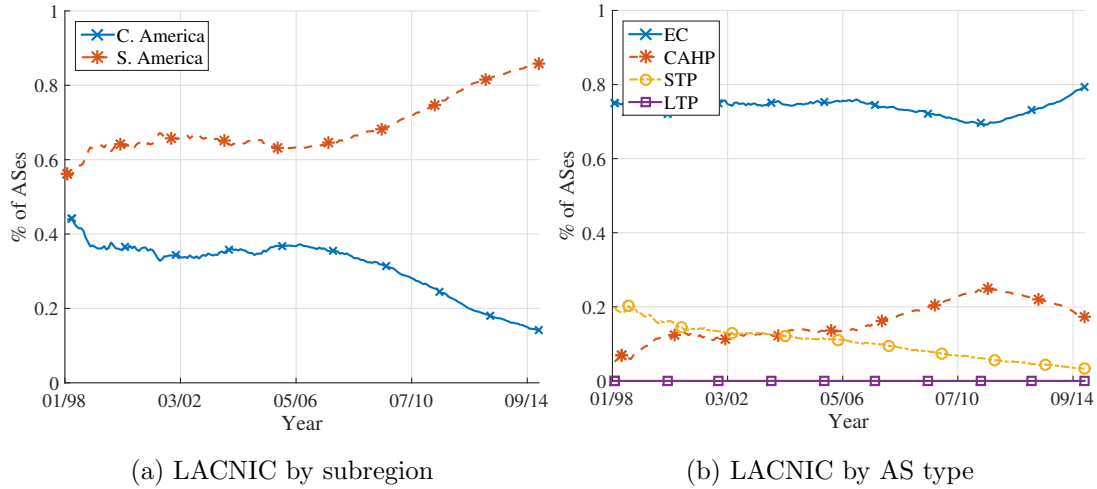 1
0.8
0.6
0.4
0.2
0
% of ASes
C. America
S. America
01/98 03/02 05/06 07/10 09/14
Year
(a) LACNIC by subregion
1
0.8
0.6
0.4
0.2
0
% of ASes
EC
CAHP
STP
LTP
01/98 03/02 05/06 07/10 09/14
Year
(b) LACNIC by AS type